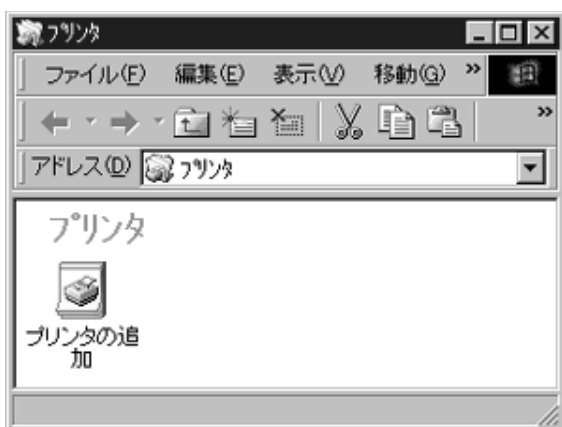 プリンタ
ファイル(F) 編集(E) 表示(V) 移動(G) »
»
アドレス(D) プリンタ
プリンタ
プリンタの追
加